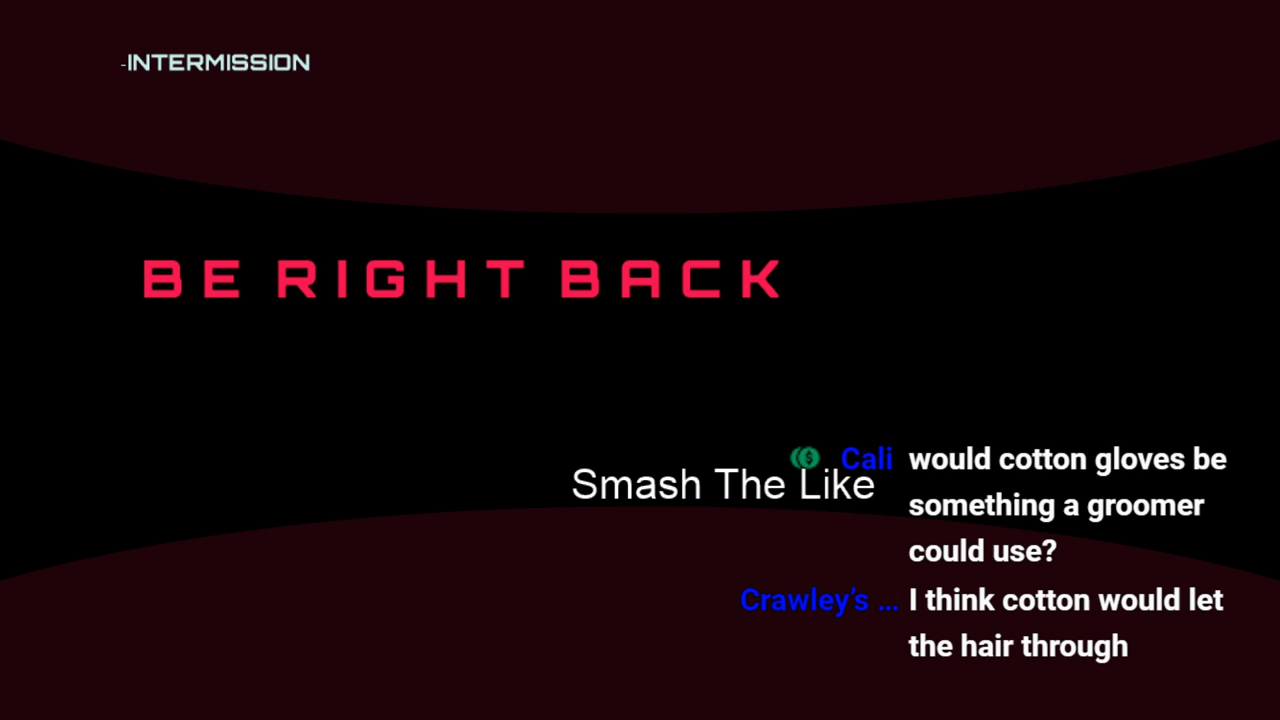 -INTERMISSION
BE RIGHT BACK
Smash The Like
Cali would cotton gloves be
something a groomer
could use?
Crawley’s … I think cotton would let
the hair through